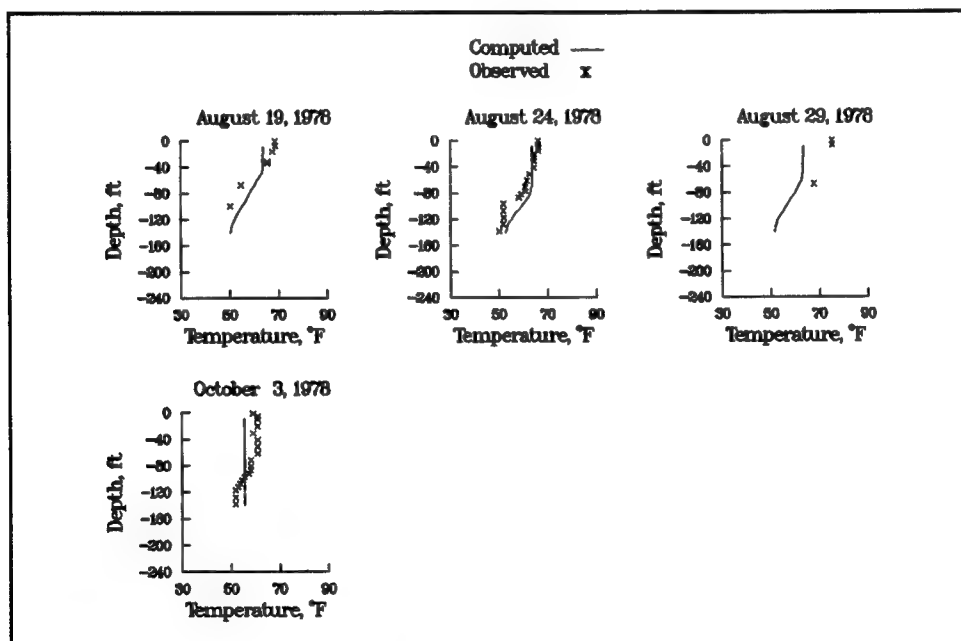 Computed
Observed x
August 19, 1978
August 24, 1978
August 29, 1978
Depth, ft
0
-40
-80
-120
-160
-200
-240
30 50 70 90
Temperature, °F
Depth, ft
0
-40
-80
-120
-160
-200
-240
30 50 70 90
Temperature, °F
Depth, ft
0
-40
-80
-120
-160
-200
-240
30 50 70 90
Temperature, °F
October 3, 1978
Depth, ft
0
-40
-80
-120
-160
-200
-240
30 50 70 90
Temperature, °F